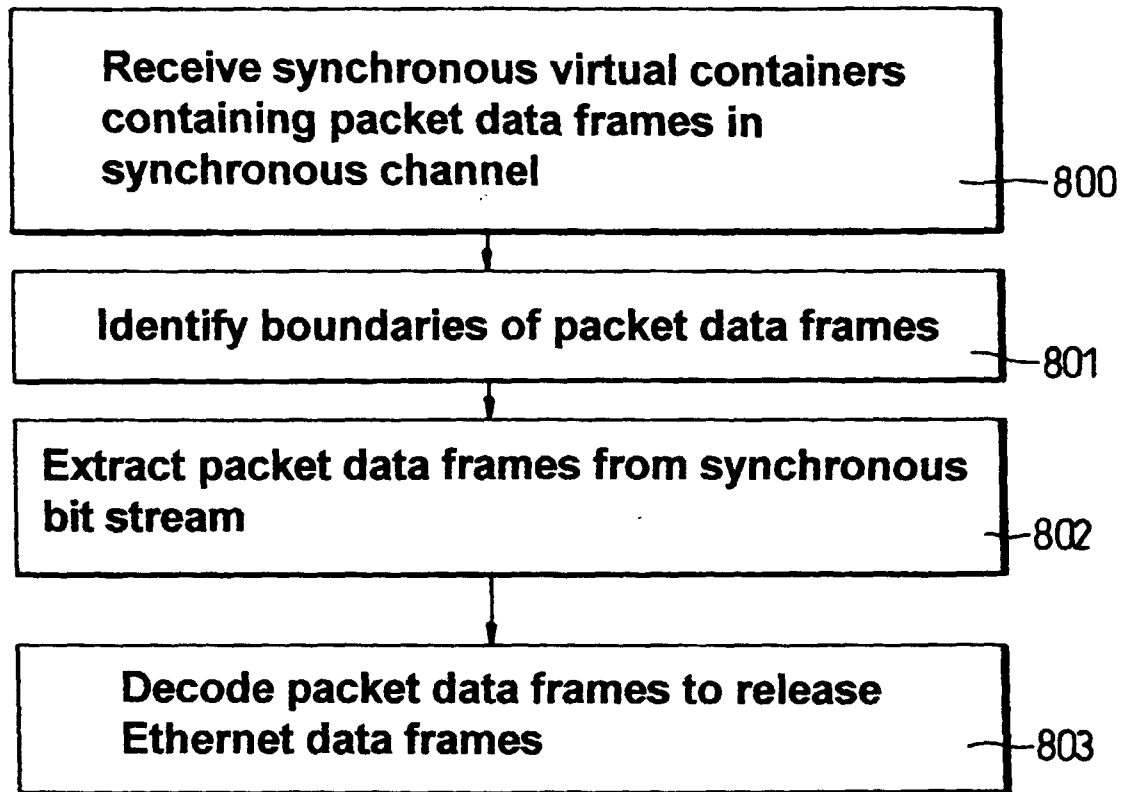 Receive synchronous virtual containers
containing packet data frames in
synchronous channel
800
Identify boundaries of packet data frames
801
Extract packet data frames from synchronous
bit stream
802
Decode packet data frames to release
Ethernet data frames
803